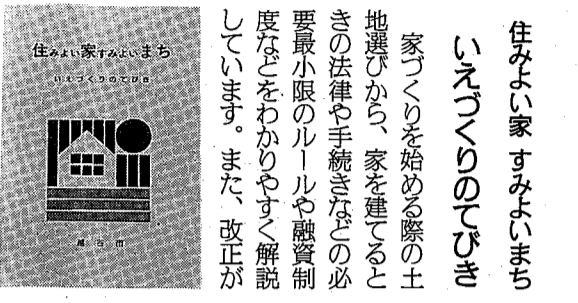 住みよい家 すみよいまち
いえづくりのてびき
家づくりを始める際の土
地選びから、家を建てると
きの法律や手続きなどの必
要最小限のルールや融資制
度などをわかりやすく解説
しています。また、改正が
住みよい家すみよいまち
いえづくりのてびき
越谷市